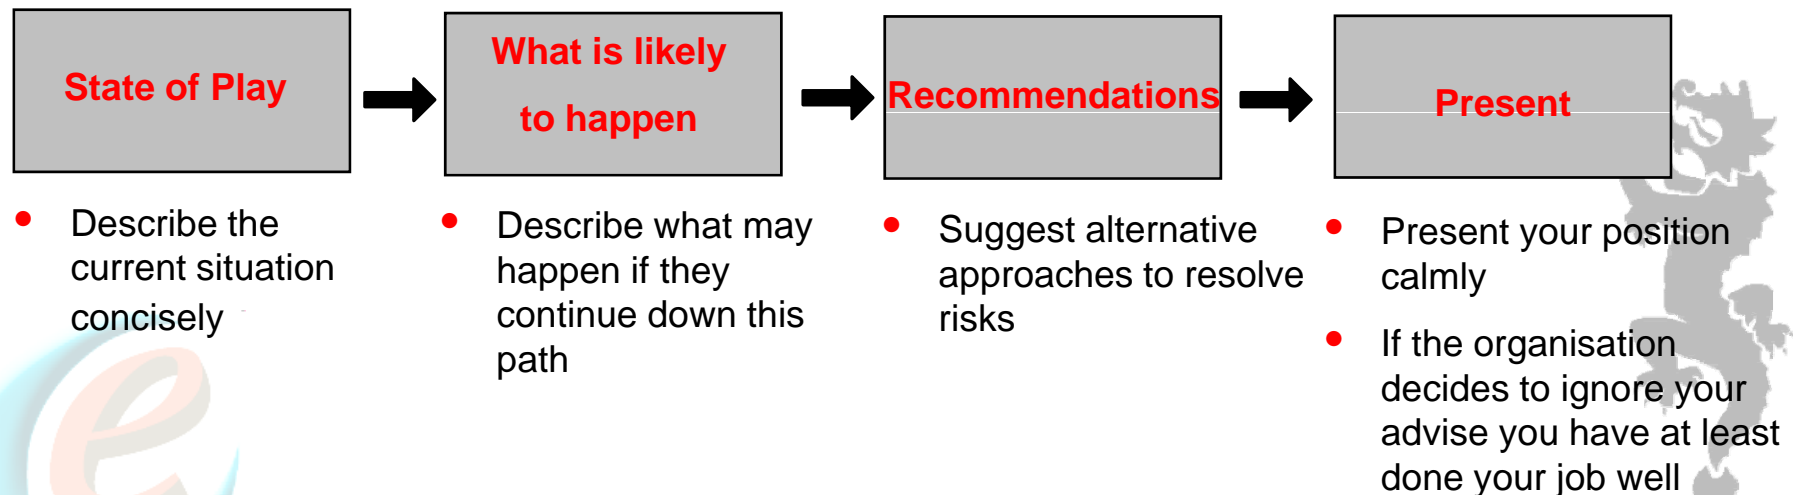 State of Play
What is likely
to happen
Recommendations
Present
• Describe the
current situation
concisely
• Describe what may
happen if they
continue down this
path
• Suggest alternative
approaches to resolve
risks
• Present your position
calmly
• If the organisation
decides to ignore your
advise you have at least
done your job well